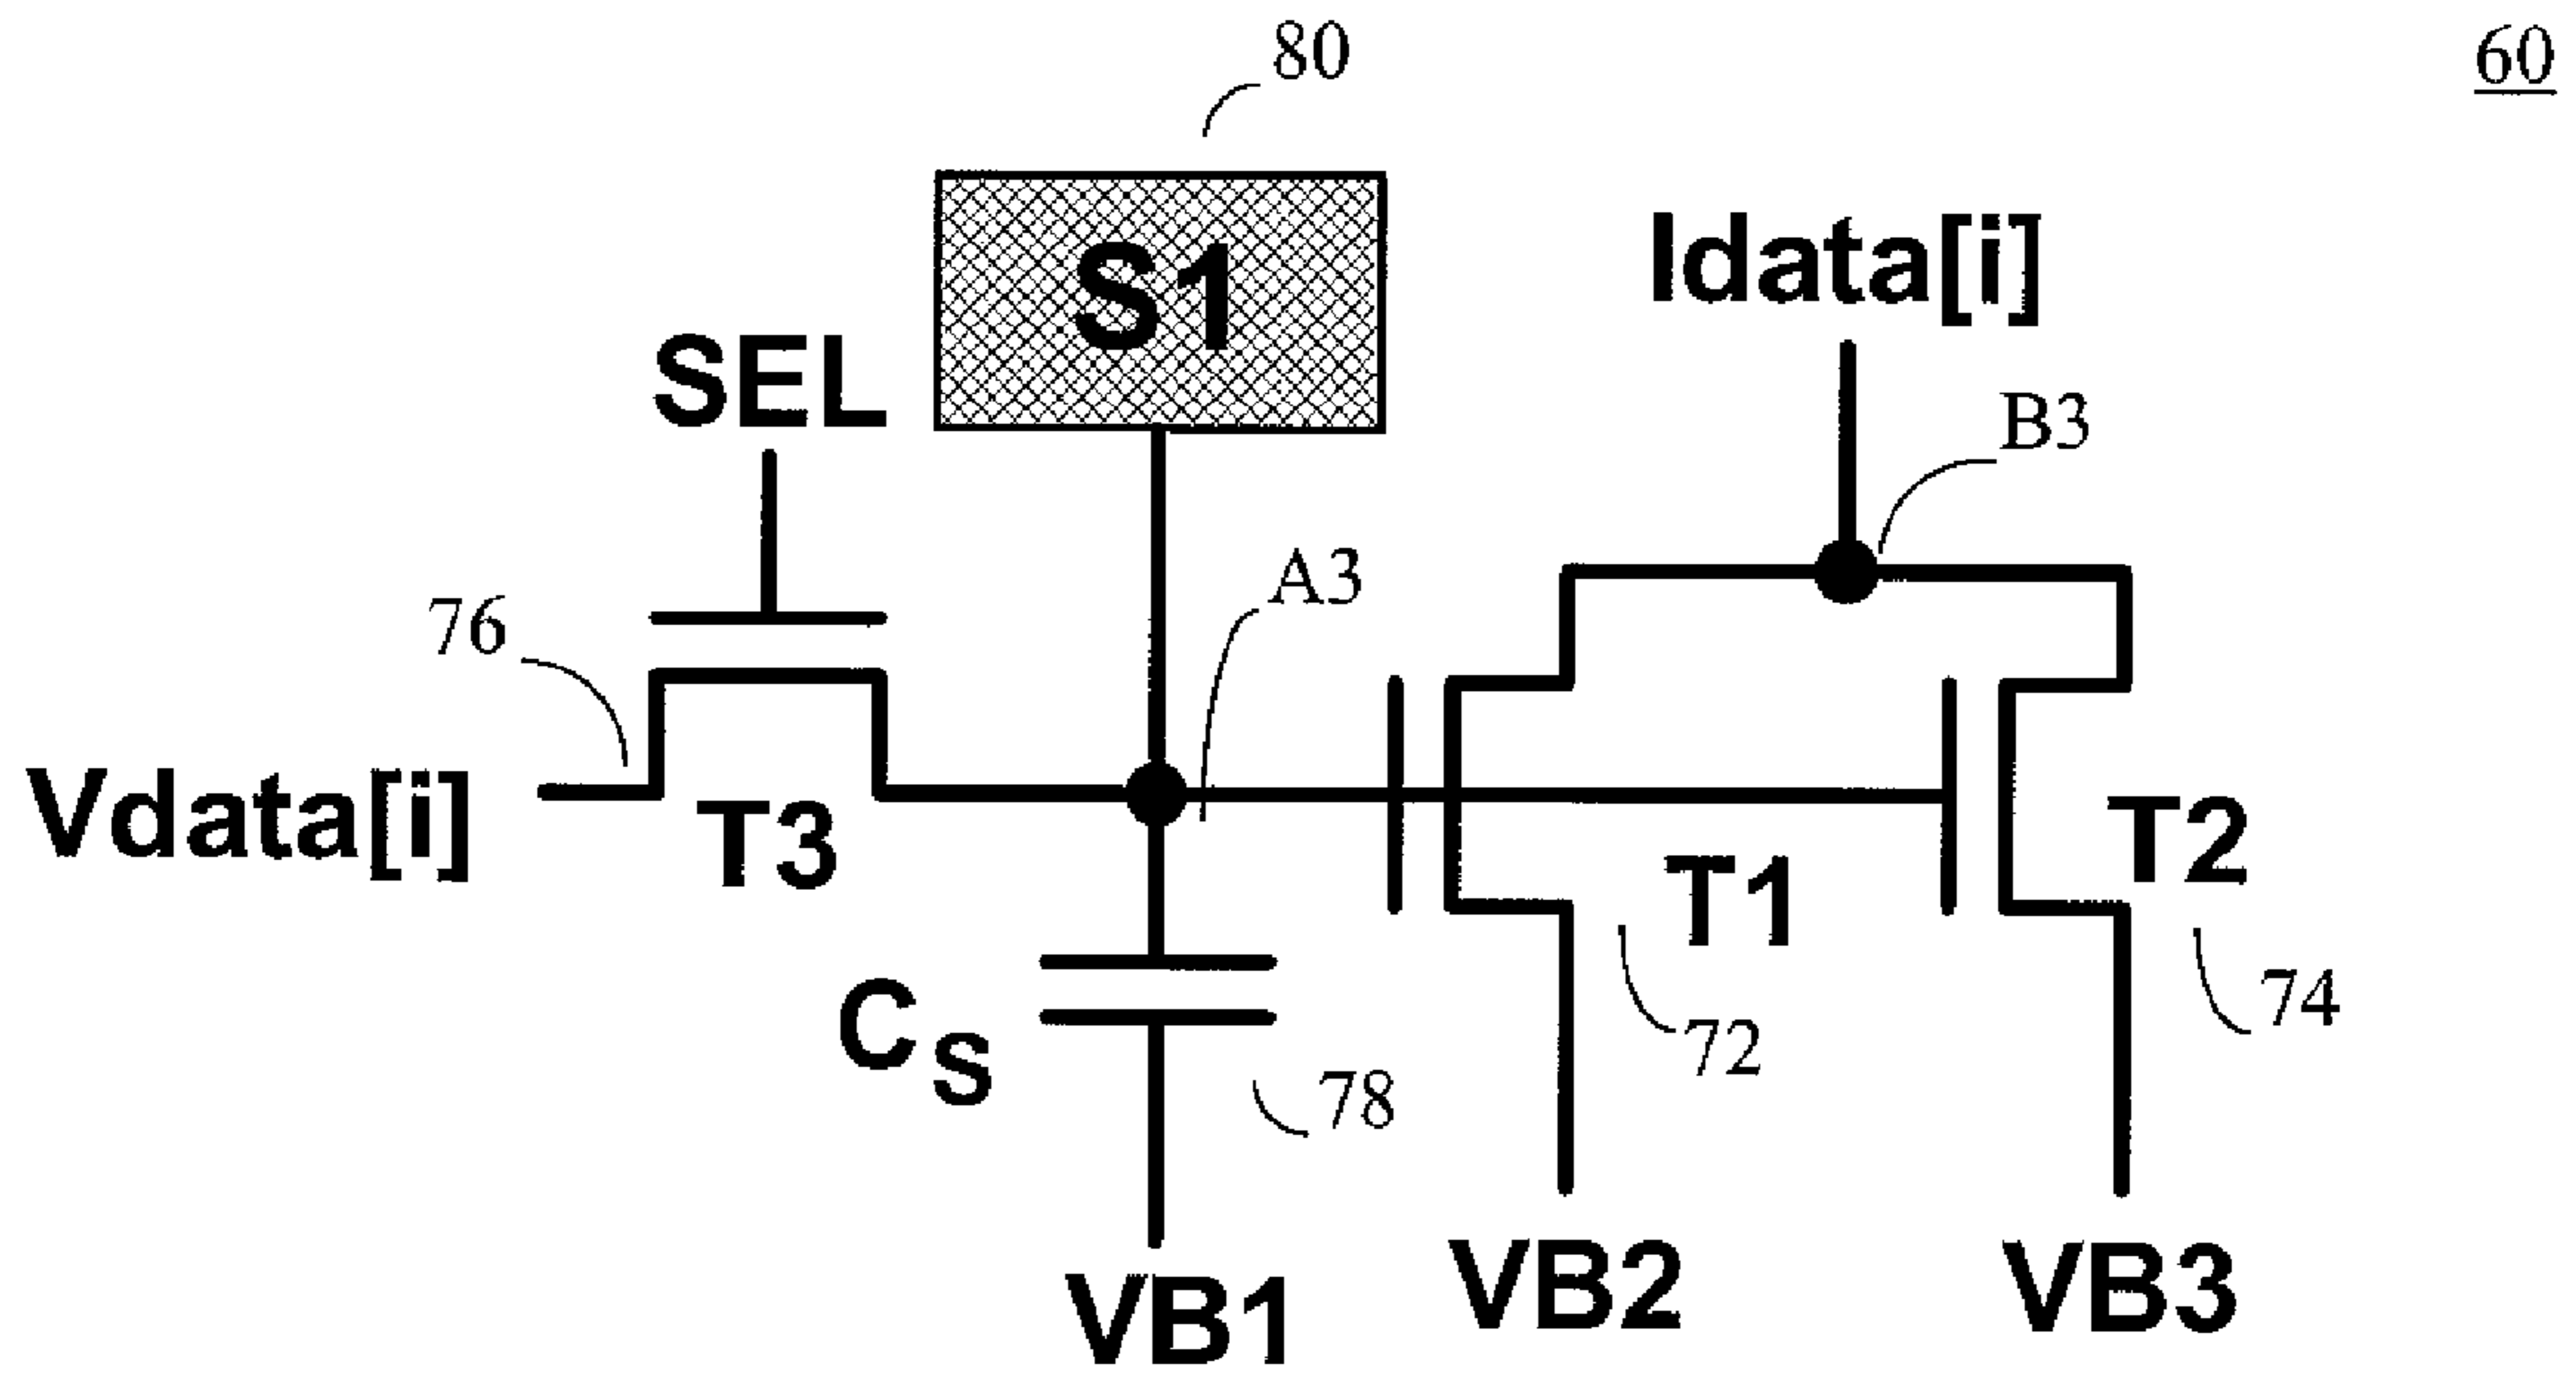 80
60
S1
Idata[i]
SEL
B3
A3
76
Vdata[i]
T3
T1
T2
CS
74
72
78
VB1
VB2
VB3